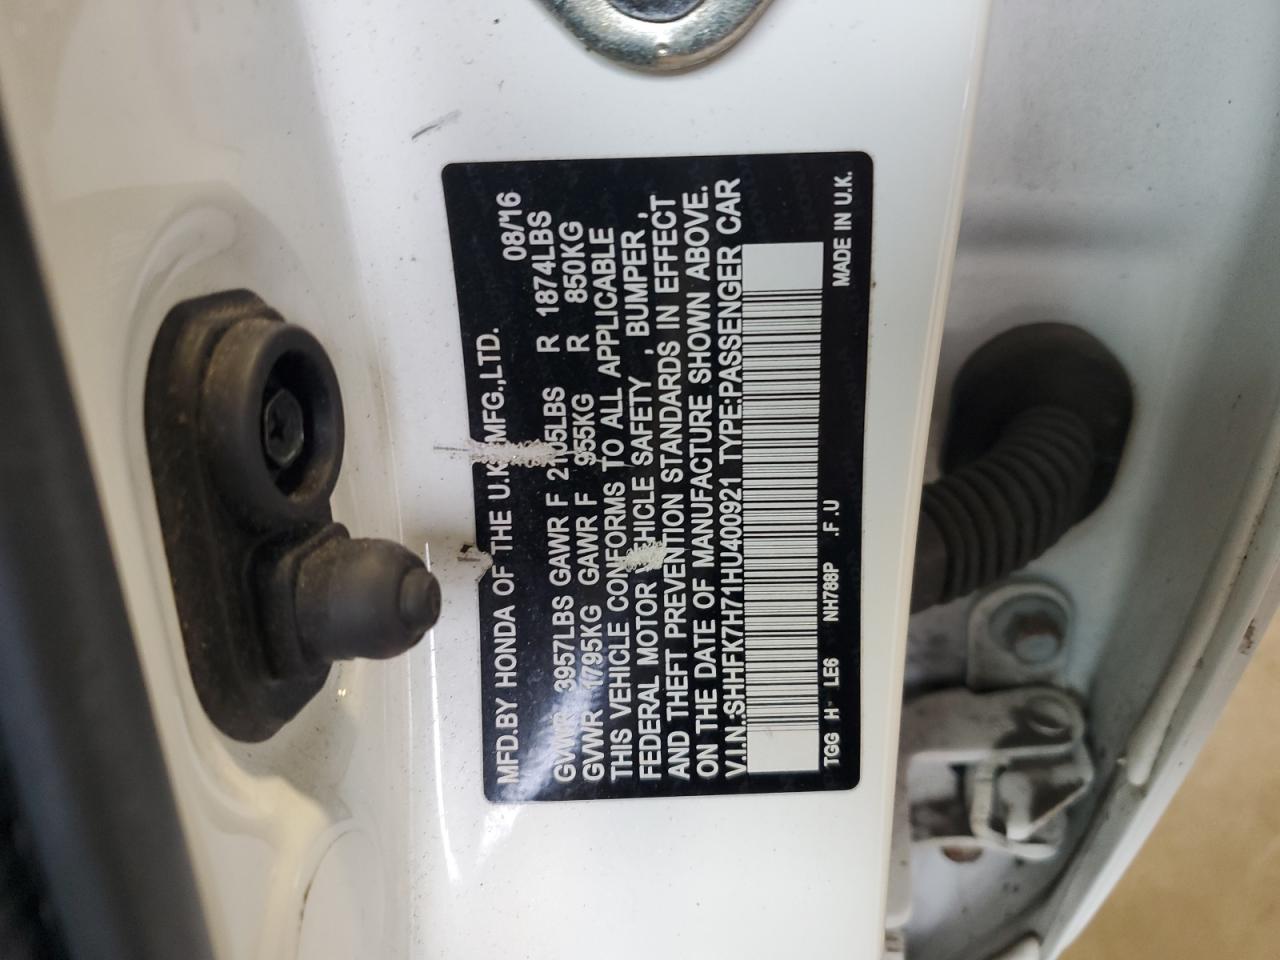 MFD.BY HONDA OF THE U.K. MFG.,LTD. 08/'16
GVWR 3957LBS GAWR F 2105LBS R 1874LBS
GVWR 1795KG GAWR F 955KG R 850KG
THIS VEHICLE CONFORMS TO ALL APPLICABLE
FEDERAL MOTOR VEHICLE SAFETY , BUMPER ,
AND THEFT PREVENTION STANDARDS IN EFFECT
ON THE DATE OF MANUFACTURE SHOWN ABOVE.
V.I.N.:SHHFK7H71HU400921 TYPE:PASSENGER CAR
TGG H- LE6 NH788P .F.U MADE IN U.K.